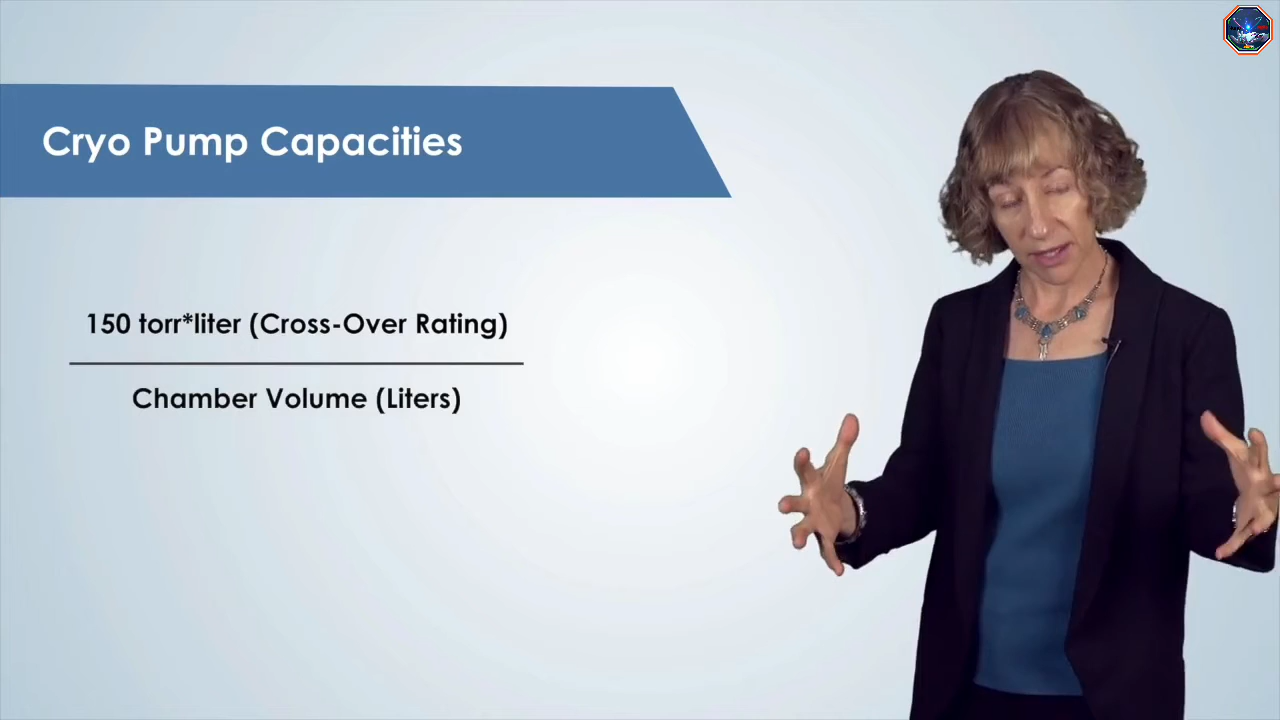 Cryo Pump Capacities
150 torr*liter (Cross-Over Rating)
Chamber Volume (Liters)